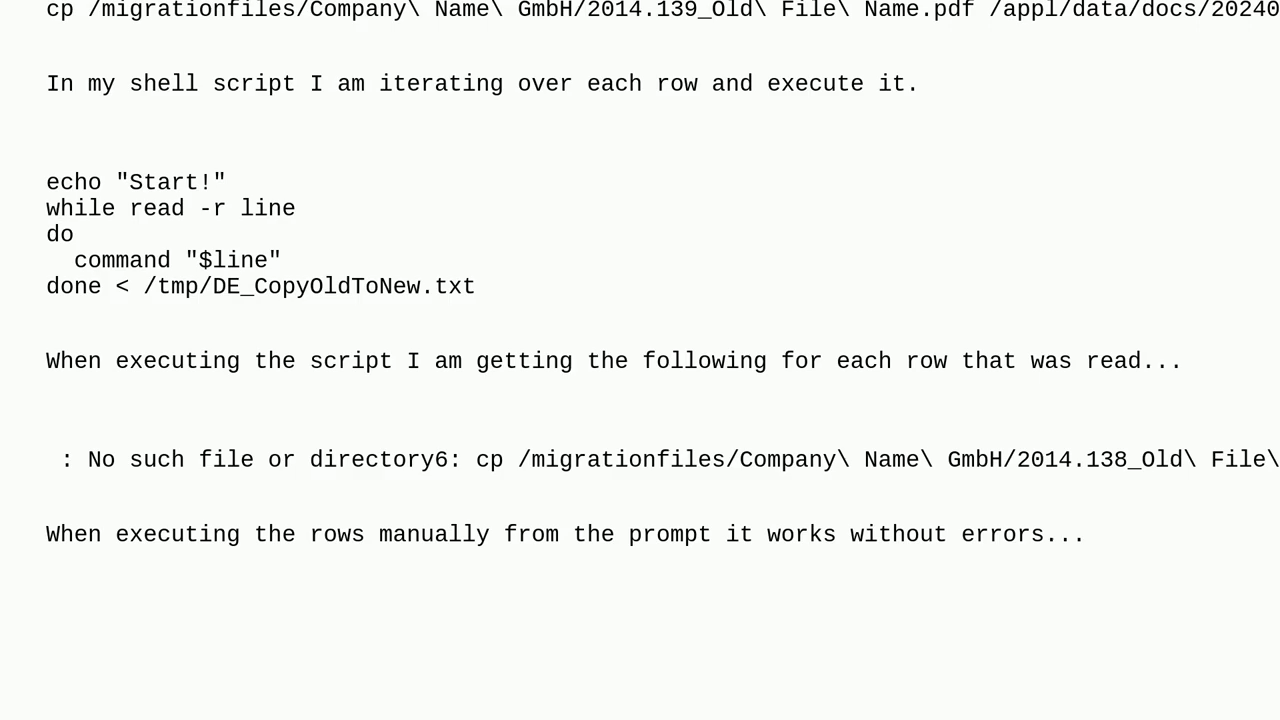 cp /migrationfiles/Company\ Name\ GmbH/2014.139_Old\ File\ Name.pdf /appl/data/docs/20240
In my shell script I am iterating over each row and execute it.
echo "Start!"
while read -r line
do
  command "$line"
done < /tmp/DE_CopyOldToNew.txt
When executing the script I am getting the following for each row that was read...
: No such file or directory6: cp /migrationfiles/Company\ Name\ GmbH/2014.138_Old\ File\
When executing the rows manually from the prompt it works without errors...